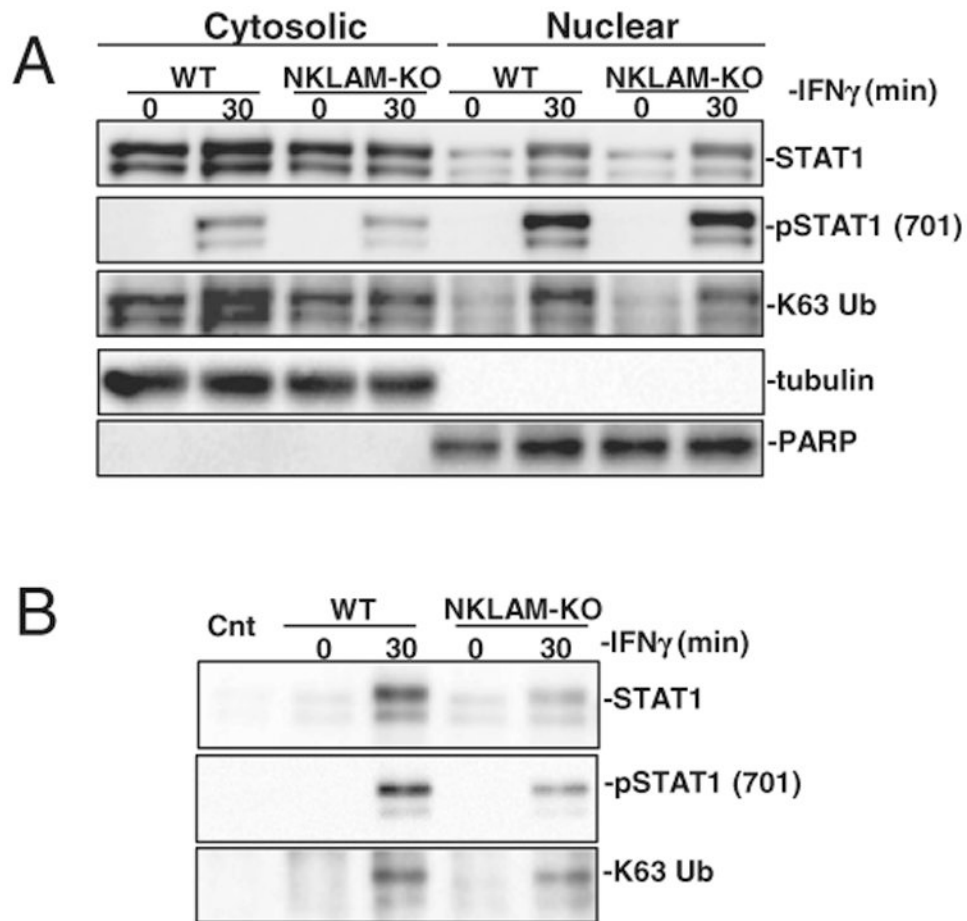 A
Cytosolic Nuclear
WT NKLAM-KO WT NKLAM-KO
0 30 0 30 0 30 0 30 -IFNγ (min)
-STAT1
-pSTAT1 (701)
-K63 Ub
-tubulin
-PARP
B
Cnt WT NKLAM-KO
0 30 0 30 -IFNγ (min)
-STAT1
-pSTAT1 (701)
-K63 Ub